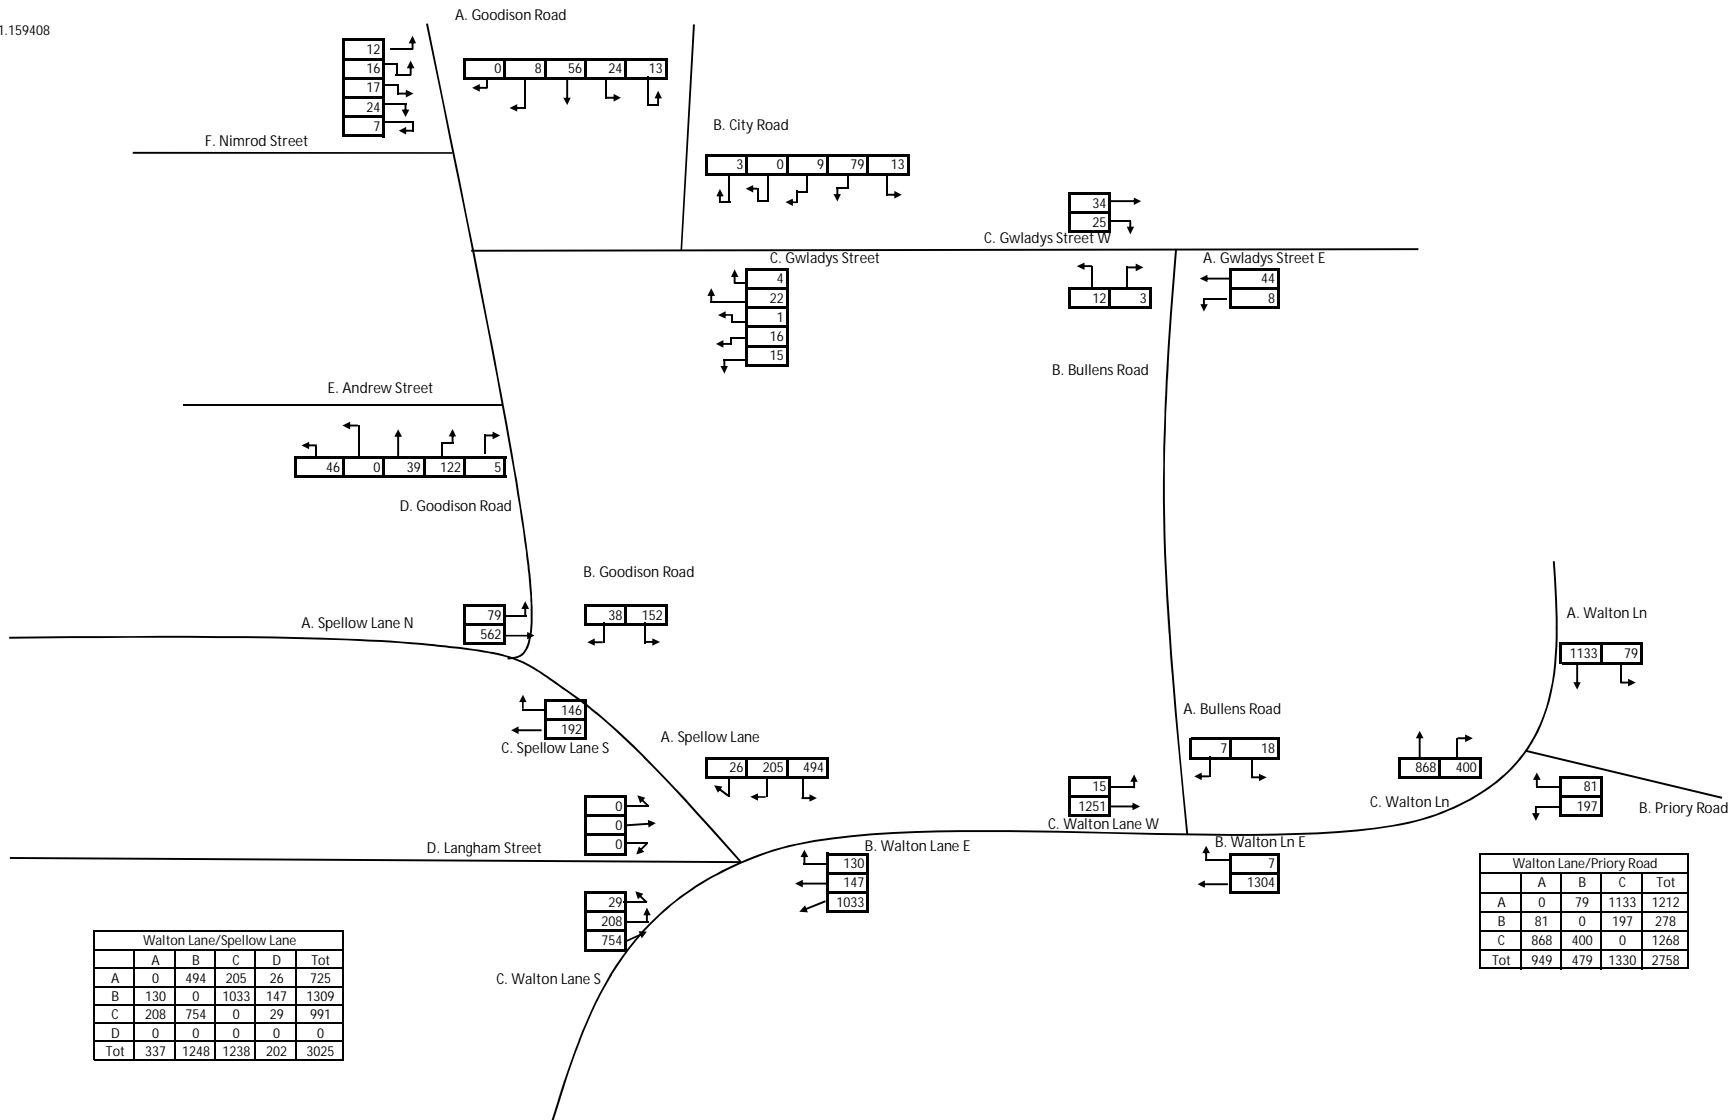 A. Goodison Road
1.159408
12
16
17
24
7
0 8 56 24 13
B. City Road
F. Nimrod Street
3 0 9 79 13
34
25
C. Gwladys Street W
C. Gwladys Street
A. Gwladys Street E
4
22
1
16
15
12 3
44
8
B. Bullens Road
E. Andrew Street
46 0 39 122 5
D. Goodison Road
B. Goodison Road
79
562
38 152
A. Spellow Lane N
A. Walton Ln
1133 79
146
192
C. Spellow Lane S
A. Spellow Lane
26 205 494
A. Bullens Road
7 18
868 400
15
1251
C. Walton Lane W
C. Walton Ln
81
197
B. Priory Road
0
0
0
D. Langham Street
B. Walton Lane E
130
147
1033
B. Walton Ln E
7
1304
29
208
754
C. Walton Lane S
Walton Lane/Priory Road
A B C Tot
A 0 79 1133 1212
B 81 0 197 278
C 868 400 0 1268
Tot 949 479 1330 2758
Walton Lane/Spellow Lane
A B C D Tot
A 0 494 205 26 725
B 130 0 1033 147 1309
C 208 754 0 29 991
D 0 0 0 0 0
Tot 337 1248 1238 202 3025